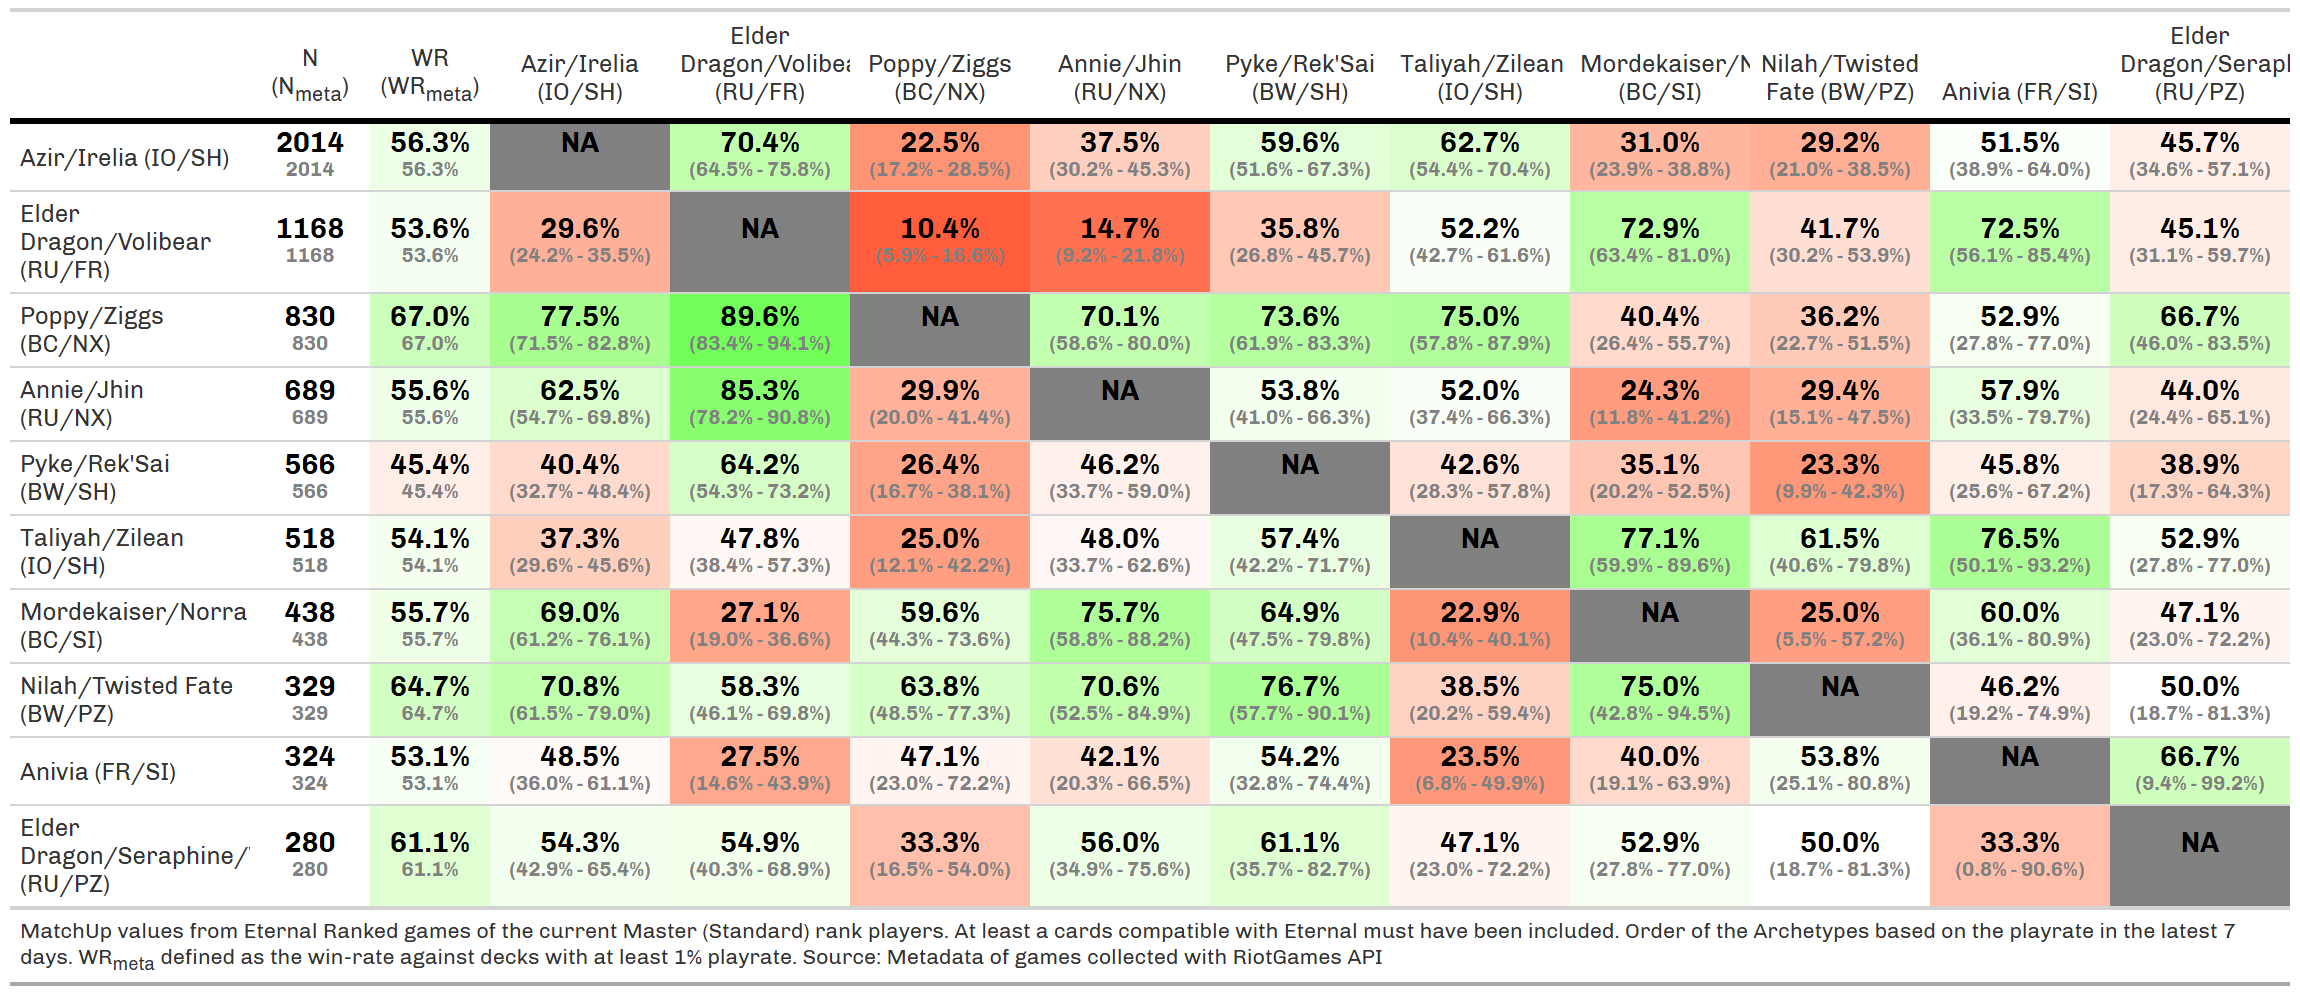 N (N_meta) WR (WR_meta) Azir/Irelia (IO/SH) Elder Dragon/Volibea (RU/FR) Poppy/Ziggs (BC/NX) Annie/Jhin (RU/NX) Pyke/Rek'Sai (BW/SH) Taliyah/Zilean (IO/SH) Mordekaiser/N (BC/SI) Nilah/Twisted Fate (BW/PZ) Anivia (FR/SI) Elder Dragon/Serap (RU/PZ)
Azir/Irelia (IO/SH) 2014 56.3% NA 70.4% 22.5% 37.5% 59.6% 62.7% 31.0% 29.2% 51.5% 45.7%
2014 56.3% (64.5% - 75.8%) (17.2% - 28.5%) (30.2% - 45.3%) (51.6% - 67.3%) (54.4% - 70.4%) (23.9% - 38.8%) (21.0% - 38.5%) (38.9% - 64.0%) (34.6% - 57.1%)
Elder Dragon/Volibear (RU/FR) 1168 53.6% 29.6% NA 10.4% 14.7% 35.8% 52.2% 72.9% 41.7% 72.5% 45.1%
1168 53.6% (24.2% - 35.5%) (5.9% - 16.6%) (9.2% - 21.8%) (26.8% - 45.7%) (42.7% - 61.6%) (63.4% - 81.0%) (30.2% - 53.9%) (56.1% - 85.4%) (31.1% - 59.7%)
Poppy/Ziggs (BC/NX) 830 67.0% 77.5% 89.6% NA 70.1% 73.6% 75.0% 40.4% 36.2% 52.9% 66.7%
830 67.0% (71.5% - 82.8%) (83.4% - 94.1%) (58.6% - 80.0%) (61.9% - 83.3%) (57.8% - 87.9%) (26.4% - 55.7%) (22.7% - 51.5%) (27.8% - 77.0%) (46.0% - 83.5%)
Annie/Jhin (RU/NX) 689 55.6% 62.5% 85.3% 29.9% NA 53.8% 52.0% 24.3% 29.4% 57.9% 44.0%
689 55.6% (54.7% - 69.8%) (78.2% - 90.8%) (20.0% - 41.4%) (41.0% - 66.3%) (37.4% - 66.3%) (11.8% - 41.2%) (15.1% - 47.5%) (33.5% - 79.7%) (24.4% - 65.1%)
Pyke/Rek'Sai (BW/SH) 566 45.4% 40.4% 64.2% 26.4% 46.2% NA 42.6% 35.1% 23.3% 45.8% 38.9%
566 45.4% (32.7% - 48.4%) (54.3% - 73.2%) (16.7% - 38.1%) (33.7% - 59.0%) (28.3% - 57.8%) (20.2% - 52.5%) (9.9% - 42.3%) (25.6% - 67.2%) (17.3% - 64.3%)
Taliyah/Zilean (IO/SH) 518 54.1% 37.3% 47.8% 25.0% 48.0% 57.4% NA 77.1% 61.5% 76.5% 52.9%
518 54.1% (29.6% - 45.6%) (38.4% - 57.3%) (12.1% - 42.2%) (33.7% - 62.6%) (42.2% - 71.7%) (59.9% - 89.6%) (40.6% - 79.8%) (50.1% - 93.2%) (27.8% - 77.0%)
Mordekaiser/Norra (BC/SI) 438 55.7% 69.0% 27.1% 59.6% 75.7% 64.9% 22.9% NA 25.0% 60.0% 47.1%
438 55.7% (61.2% - 76.1%) (19.0% - 36.6%) (44.3% - 73.6%) (58.8% - 88.2%) (47.5% - 79.8%) (10.4% - 40.1%) (5.5% - 57.2%) (36.1% - 80.9%) (23.0% - 72.2%)
Nilah/Twisted Fate (BW/PZ) 329 64.7% 70.8% 58.3% 63.8% 70.6% 76.7% 38.5% 75.0% NA 46.2% 50.0%
329 64.7% (61.5% - 79.0%) (46.1% - 69.8%) (48.5% - 77.3%) (52.5% - 84.9%) (57.7% - 90.1%) (20.2% - 59.4%) (42.8% - 94.5%) (19.2% - 74.9%) (18.7% - 81.3%)
Anivia (FR/SI) 324 53.1% 48.5% 27.5% 47.1% 42.1% 54.2% 23.5% 40.0% 53.8% NA 66.7%
324 53.1% (36.0% - 61.1%) (14.6% - 43.9%) (23.0% - 72.2%) (20.3% - 66.5%) (32.8% - 74.4%) (6.8% - 49.9%) (19.1% - 63.9%) (25.1% - 80.8%) (9.4% - 99.2%)
Elder Dragon/Seraphine/ (RU/PZ) 280 61.1% 54.3% 54.9% 33.3% 56.0% 61.1% 47.1% 52.9% 50.0% 33.3% NA
280 61.1% (42.9% - 65.4%) (40.3% - 68.9%) (16.5% - 54.0%) (34.9% - 75.6%) (35.7% - 82.7%) (23.0% - 72.2%) (27.8% - 77.0%) (18.7% - 81.3%) (0.8% - 90.6%)
MatchUp values from Eternal Ranked games of the current Master (Standard) rank players. At least a cards compatible with Eternal must have been included. Order of the Archetypes based on the playrate in the latest 7
days. WR_meta defined as the win-rate against decks with at least 1% playrate. Source: Metadata of games collected with RiotGames API